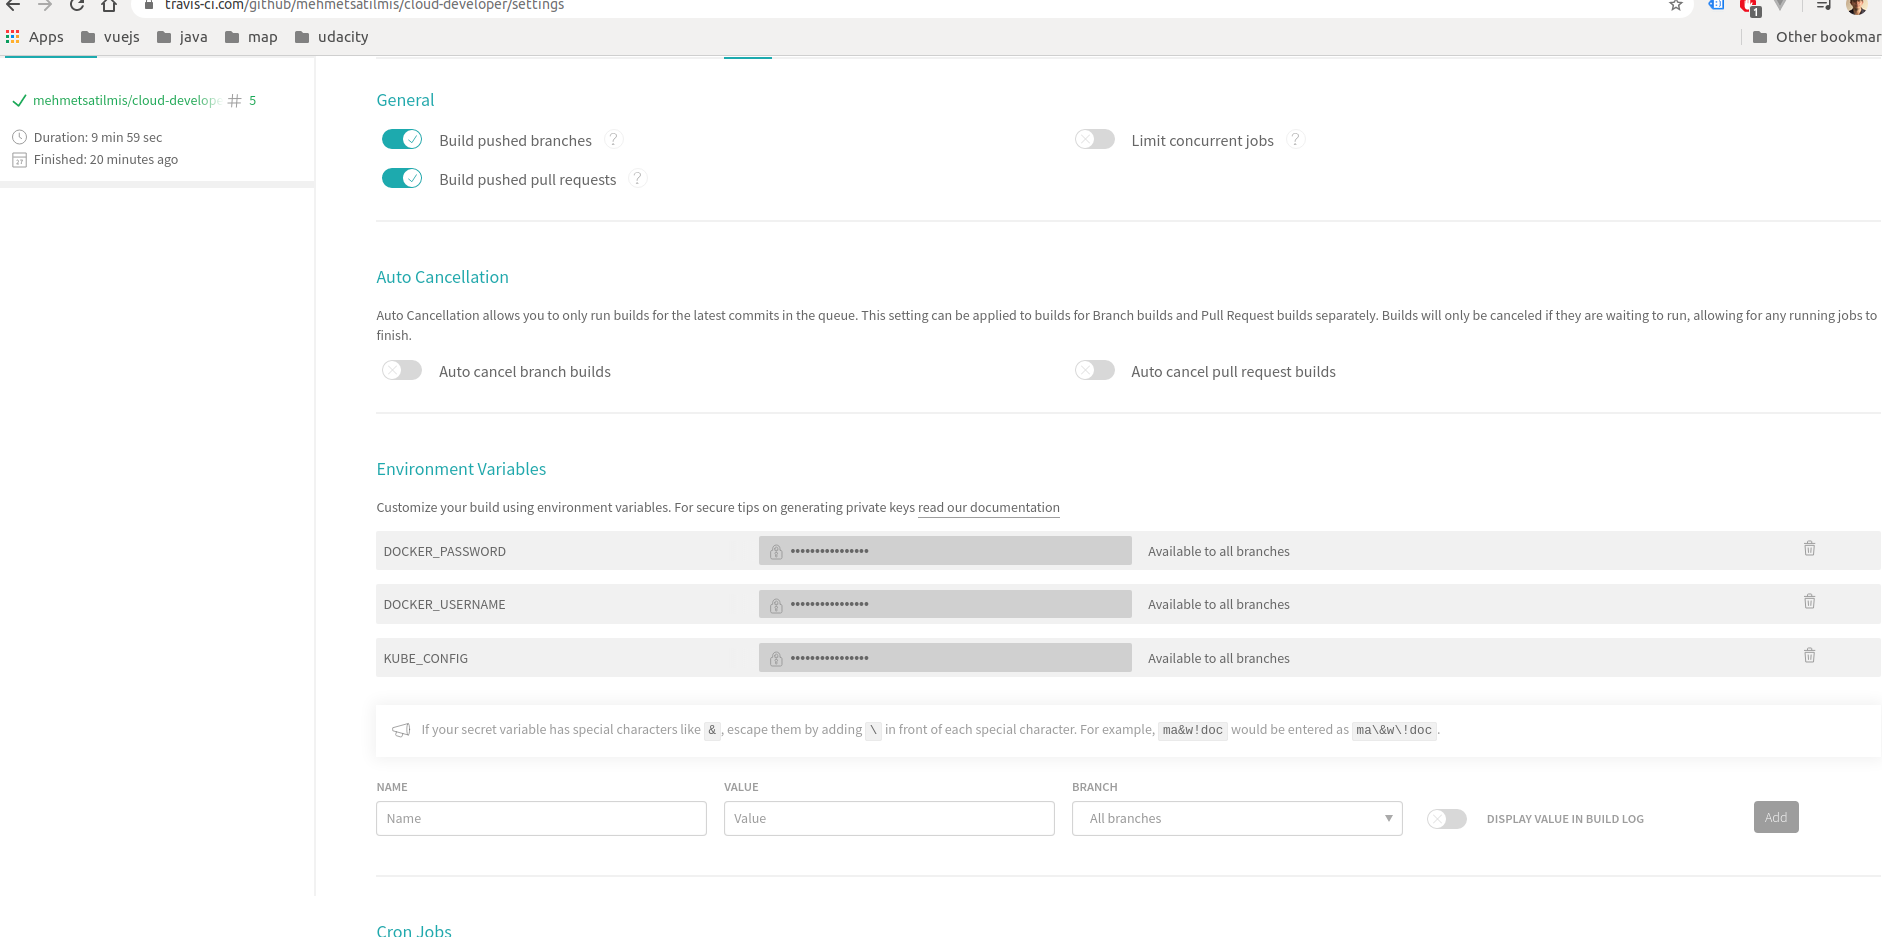 travis-ci.com/github/mehmetsatilmis/cloud-developer/settings
1
Apps vuejs java map udacity Other bookmar
mehmetsatilmis/cloud-develope # 5
Duration: 9 min 59 sec
27 Finished: 20 minutes ago
General
Build pushed branches ? Limit concurrent jobs ?
Build pushed pull requests ?
Auto Cancellation
Auto Cancellation allows you to only run builds for the latest commits in the queue. This setting can be applied to builds for Branch builds and Pull Request builds separately. Builds will only be canceled if they are waiting to run, allowing for any running jobs to
finish.
Auto cancel branch builds Auto cancel pull request builds
Environment Variables
Customize your build using environment variables. For secure tips on generating private keys read our documentation
DOCKER_PASSWORD •••••••••••••••• Available to all branches
DOCKER_USERNAME •••••••••••••••• Available to all branches
KUBE_CONFIG •••••••••••••••• Available to all branches
If your secret variable has special characters like &, escape them by adding \ in front of each special character. For example, ma&w!doc would be entered as ma\&w\!doc.
NAME VALUE BRANCH
Name Value All branches DISPLAY VALUE IN BUILD LOG Add
Cron Jobs